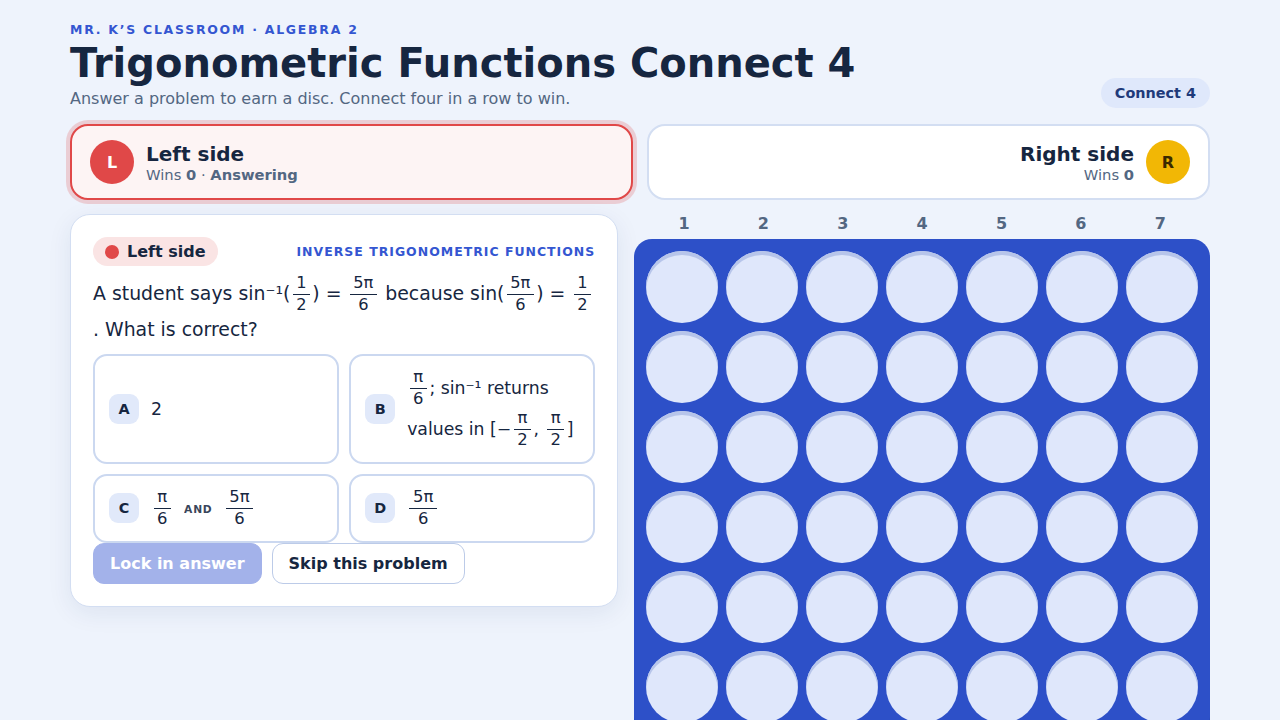 MR. K’S CLASSROOM · ALGEBRA 2
Trigonometric Functions Connect 4
Answer a problem to earn a disc. Connect four in a row to win.
Connect 4
L
Left side
Wins 0 · Answering
Right side
Wins 0
R
Left side
INVERSE TRIGONOMETRIC FUNCTIONS
A student says sin⁻¹(1/2) = 5π/6 because sin(5π/6) = 1/2
. What is correct?
A 2
B π/6; sin⁻¹ returns
values in [−π/2, π/2]
C π/6 AND 5π/6
D 5π/6
Lock in answer
Skip this problem
1 2 3 4 5 6 7